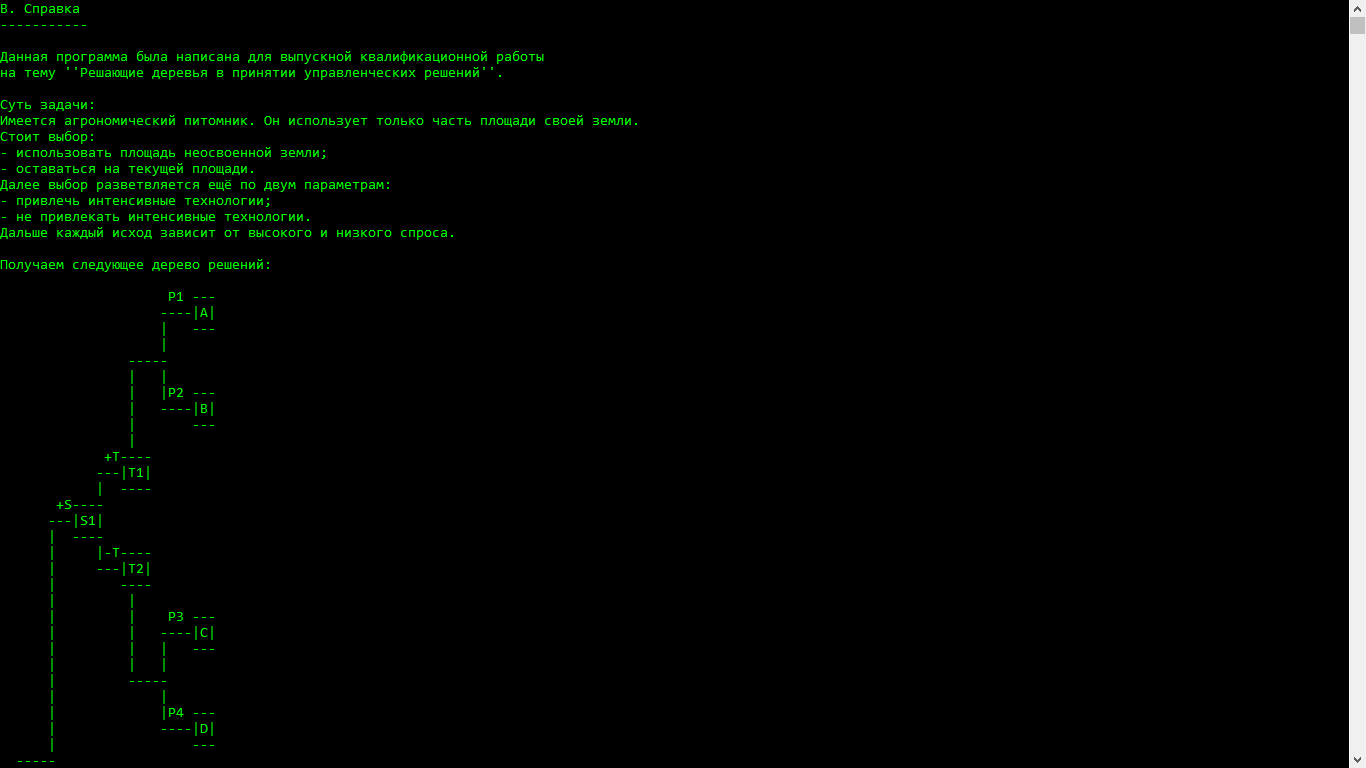 В. Справка
-----------
Данная программа была написана для выпускной квалификационной работы
на тему ''Решающие деревья в принятии управленческих решений''.
Суть задачи:
Имеется агрономический питомник. Он использует только часть площади своей земли.
Стоит выбор:
- использовать площадь неосвоенной земли;
- оставаться на текущей площади.
Далее выбор разветвляется ещё по двум параметрам:
- привлечь интенсивные технологии;
- не привлекать интенсивные технологии.
Дальше каждый исход зависит от высокого и низкого спроса.
Получаем следующее дерево решений:
                     P1 ---
                    ----|A|
                    |   ---
                    |
                -----
                |   |
                |   |P2 ---
                |   ----|B|
                |       ---
                |
             +T----
            ---|T1|
            |  ----
       +S----
      ---|S1|
      |  ----
      |     |-T----
      |     ---|T2|
      |        ----
      |         |
      |         |    P3 ---
      |         |   ----|C|
      |         |   |   ---
      |         |   |
      |         -----
      |             |
      |             |P4 ---
      |             ----|D|
      |                 ---
  -----